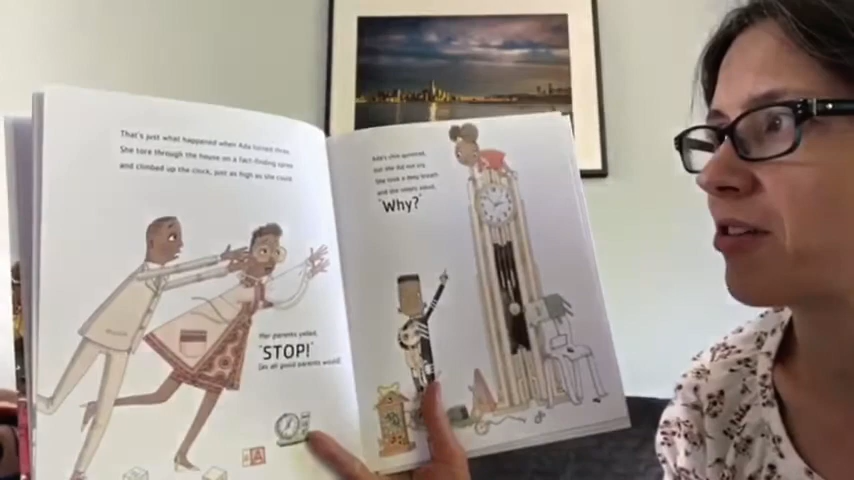 That's just what happened when Ada turned three.
She tore through the house on a fact-finding spree
and climbed up the clock, just as high as she could.
Her parents yelled,
"STOP!"
(as all good parents would)
Ada's chin quivered,
but she did not cry.
She took a deep breath
and she simply asked,
"Why?"
A